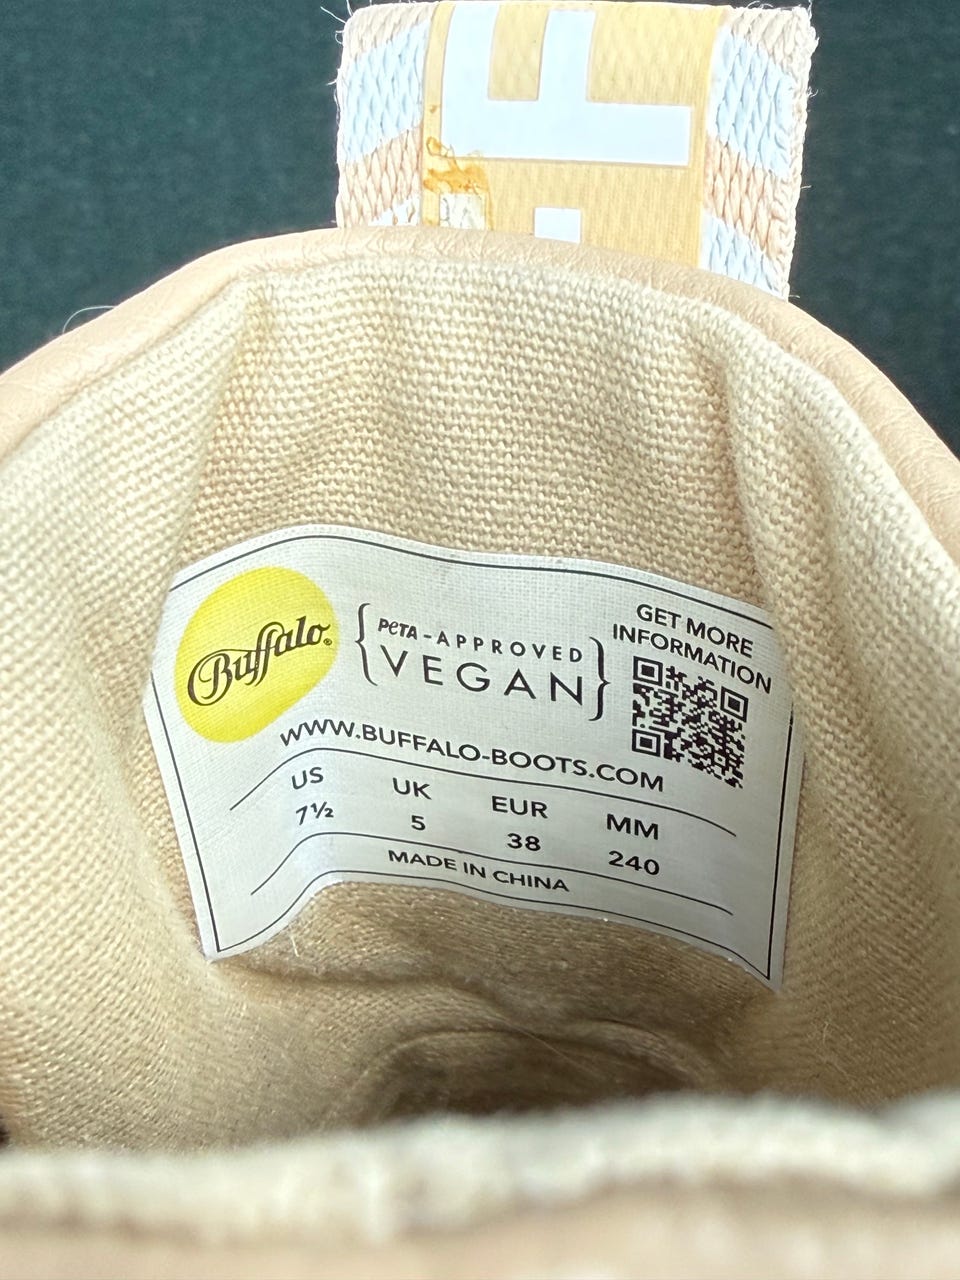 Buffalo®
{PeTA-APPROVED
VEGAN}
GET MORE
INFORMATION
WWW.BUFFALO-BOOTS.COM
US UK EUR MM
7½ 5 38 240
MADE IN CHINA